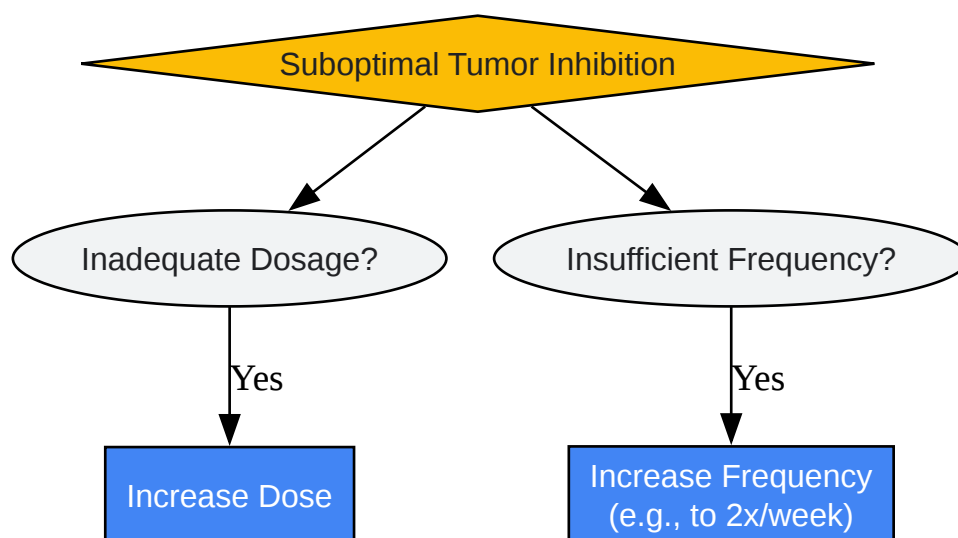 Suboptimal Tumor Inhibition
Inadequate Dosage?
Insufficient Frequency?
Yes
Yes
Increase Dose
Increase Frequency
(e.g., to 2x/week)